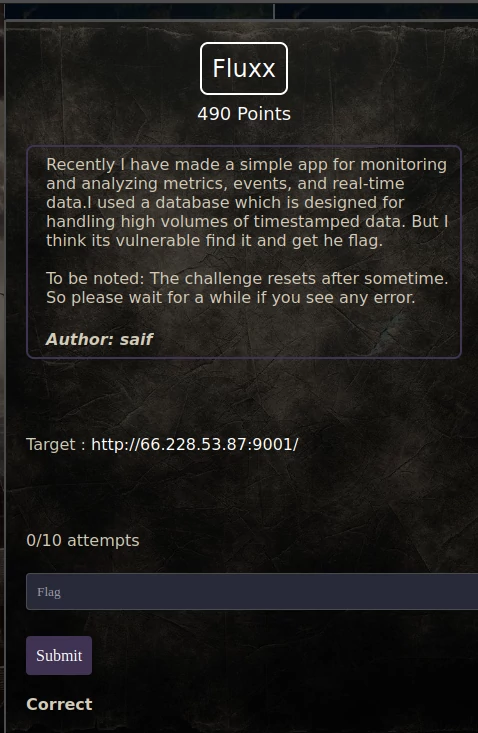 Fluxx
490 Points
Recently I have made a simple app for monitoring
and analyzing metrics, events, and real-time
data.I used a database which is designed for
handling high volumes of timestamped data. But I
think its vulnerable find it and get he flag.
To be noted: The challenge resets after sometime.
So please wait for a while if you see any error.
Author: saif
Target : http://66.228.53.87:9001/
0/10 attempts
Flag
Submit
Correct